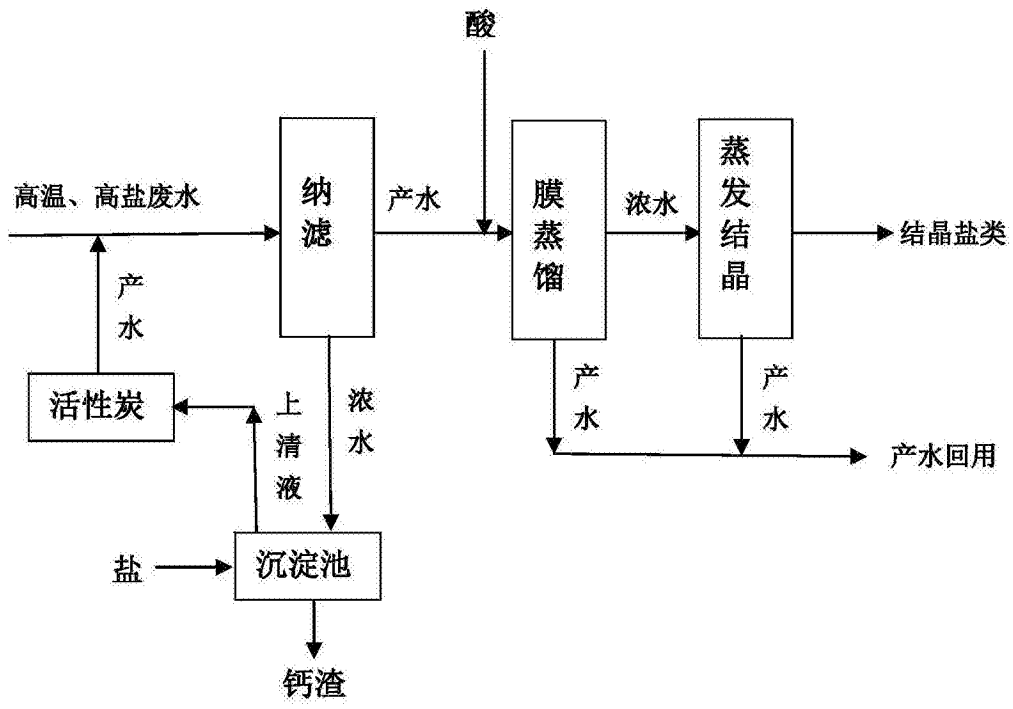 酸
高温、高盐废水
纳滤
产水
膜蒸馏
浓水
蒸发结晶
结晶盐类
产水
活性炭
上清液
浓水
产水
产水
产水回用
盐
沉淀池
钙渣